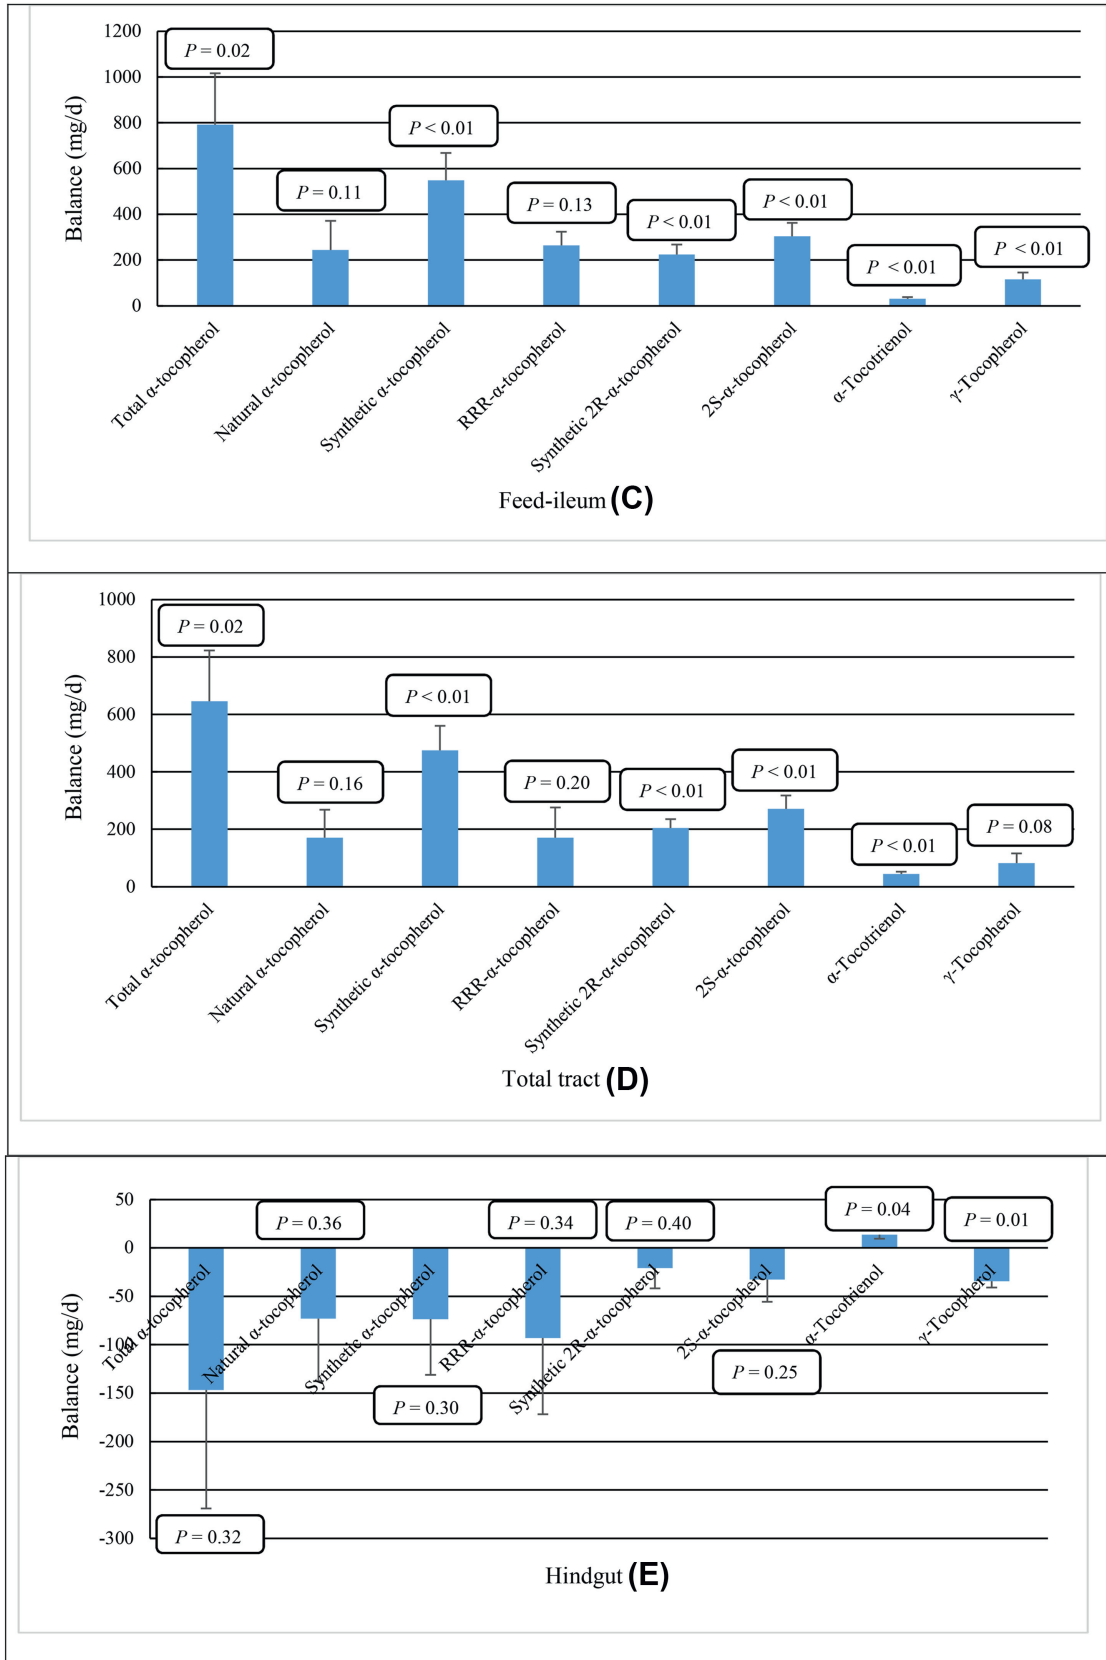 1200
1000
800
600
400
200
0
Balance (mg/d)
P = 0.02
P = 0.11
P < 0.01
P = 0.13
P < 0.01
P < 0.01
P < 0.01
P < 0.01
Total α-tocopherol
Natural α-tocopherol
Synthetic α-tocopherol
RRR-α-tocopherol
Synthetic 2R-α-tocopherol
2S-α-tocopherol
α-Tocotrienol
γ-Tocopherol
Feed-ileum (C)
1000
800
600
400
200
0
Balance (mg/d)
P = 0.02
P = 0.16
P < 0.01
P = 0.20
P < 0.01
P < 0.01
P < 0.01
P = 0.08
Total α-tocopherol
Natural α-tocopherol
Synthetic α-tocopherol
RRR-α-tocopherol
Synthetic 2R-α-tocopherol
2S-α-tocopherol
α-Tocotrienol
γ-Tocopherol
Total tract (D)
50
0
-50
-100
-150
-200
-250
-300
Balance (mg/d)
P = 0.32
P = 0.36
P = 0.30
P = 0.34
P = 0.40
P = 0.25
P = 0.04
P = 0.01
Total α-tocopherol
Natural α-tocopherol
Synthetic α-tocopherol
RRR-α-tocopherol
Synthetic 2R-α-tocopherol
2S-α-tocopherol
α-Tocotrienol
γ-Tocopherol
Hindgut (E)